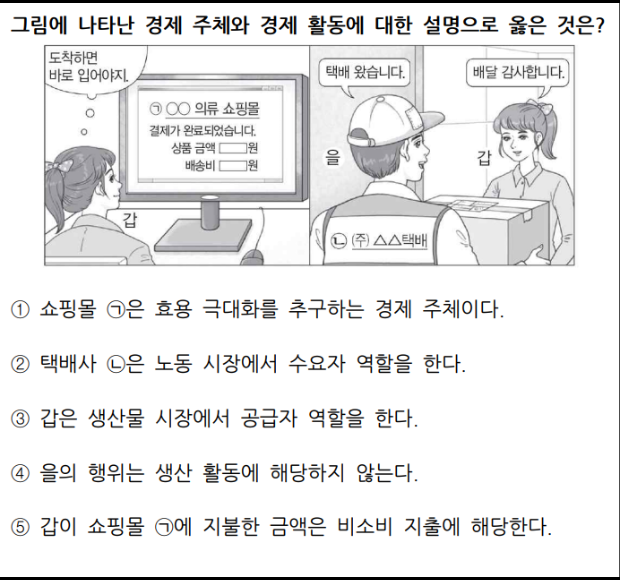 그림에 나타난 경제 주체와 경제 활동에 대한 설명으로 옳은 것은?
도착하면
바로 입어야지.
㉠ ○○ 의류 쇼핑몰
결제가 완료되었습니다.
상품 금액 원
배송비 원
갑
택배 왔습니다.
배달 감사합니다.
을
갑
㉡ (주) △△택배
① 쇼핑몰 ㉠은 효용 극대화를 추구하는 경제 주체이다.
② 택배사 ㉡은 노동 시장에서 수요자 역할을 한다.
③ 갑은 생산물 시장에서 공급자 역할을 한다.
④ 을의 행위는 생산 활동에 해당하지 않는다.
⑤ 갑이 쇼핑몰 ㉠에 지불한 금액은 비소비 지출에 해당한다.